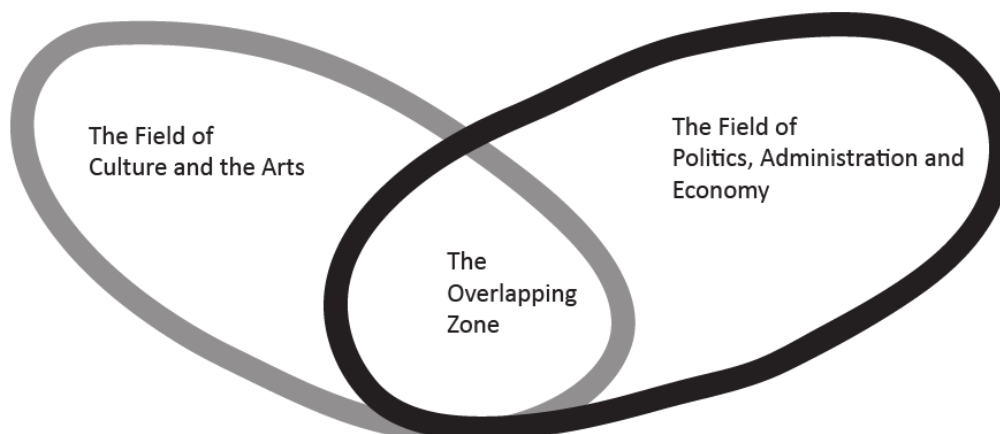 The Field of
Culture and the Arts
The Field of
Politics, Administration and
Economy
The
Overlapping
Zone